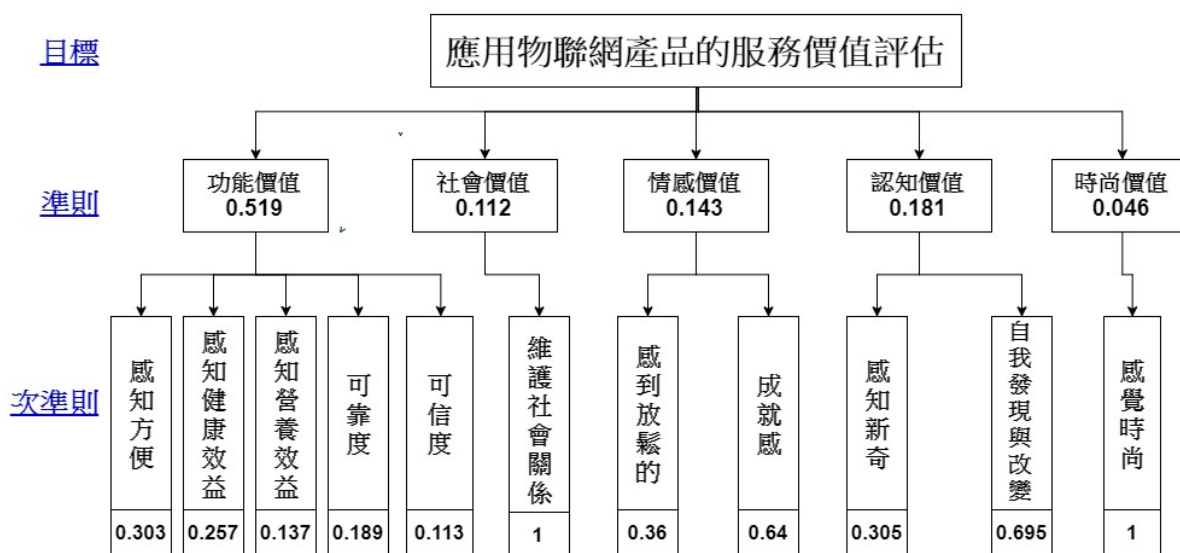 目標
應用物聯網產品的服務價值評估
準則
功能價值
0.519
社會價值
0.112
情感價值
0.143
認知價值
0.181
時尚價值
0.046
次準則
感知方便
0.303
感知健康效益
0.257
感知營養效益
0.137
可靠度
0.189
可信度
0.113
維護社會關係
1
感到放鬆的
0.36
成就感
0.64
感知新奇
0.305
自我發現與改變
0.695
感覺時尚
1